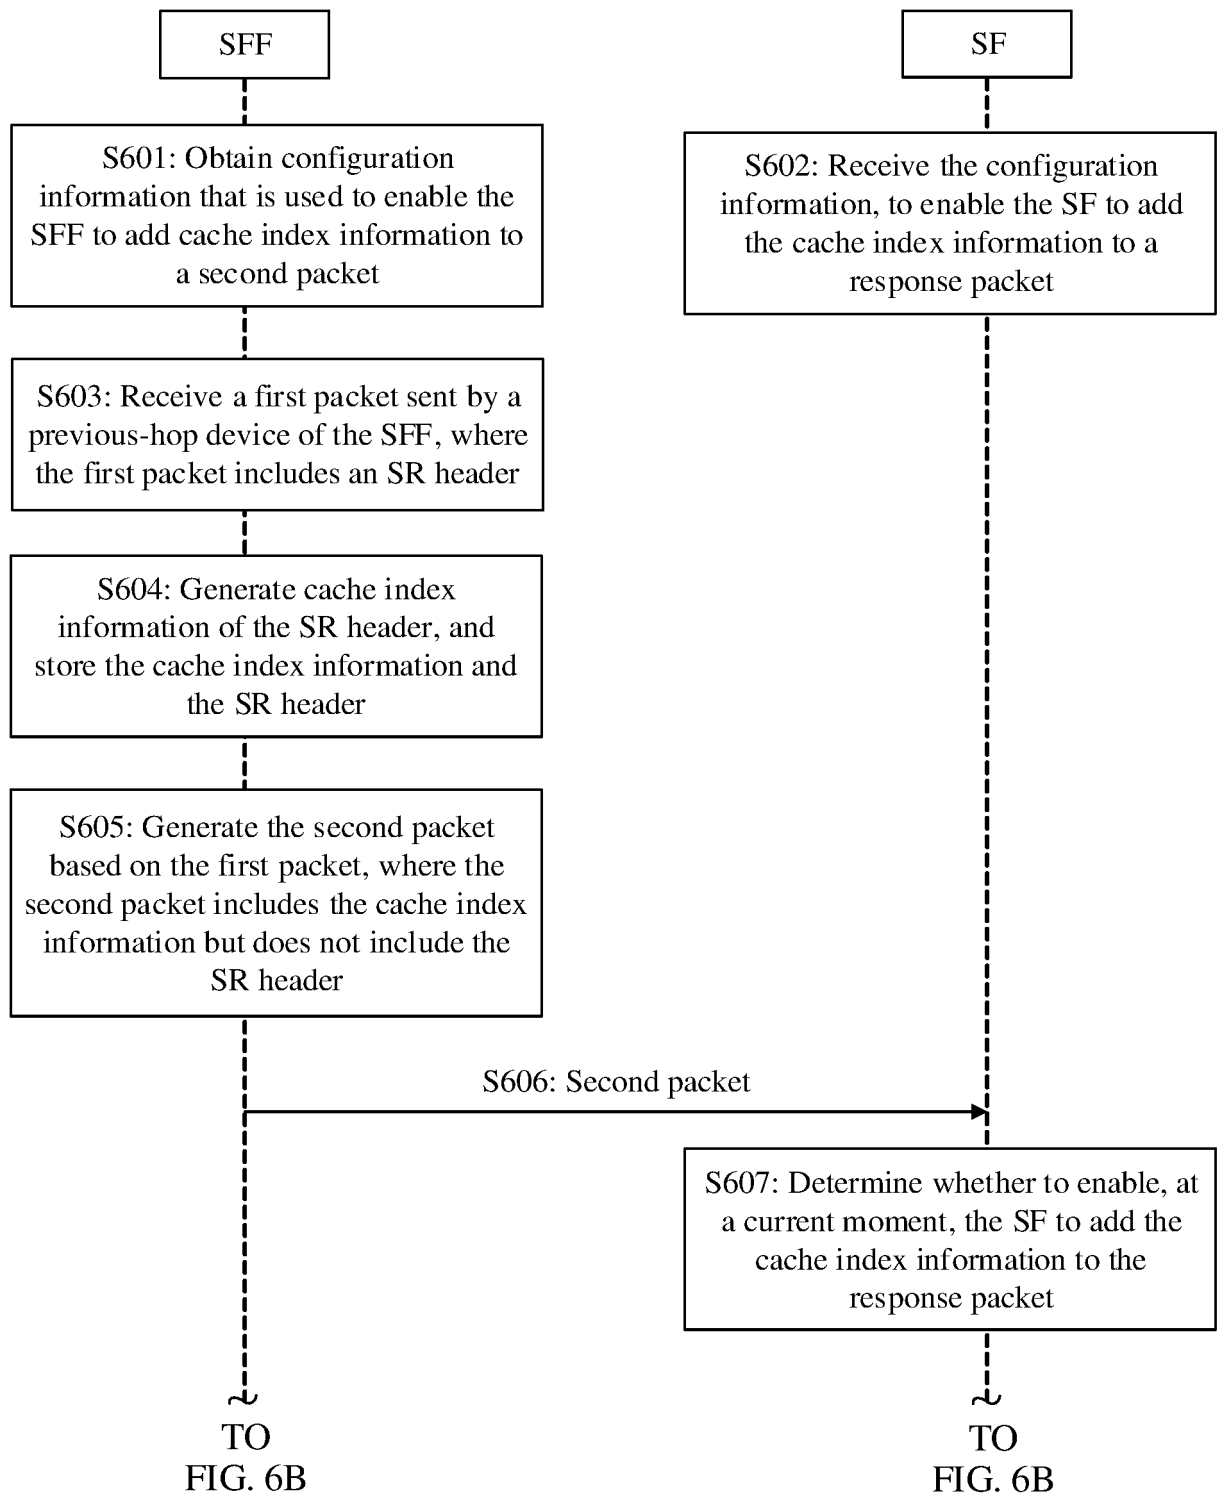 SFF
SF
S601: Obtain configuration
information that is used to enable the
SFF to add cache index information to
a second packet
S602: Receive the configuration
information, to enable the SF to add
the cache index information to a
response packet
S603: Receive a first packet sent by a
previous-hop device of the SFF, where
the first packet includes an SR header
S604: Generate cache index
information of the SR header, and
store the cache index information and
the SR header
S605: Generate the second packet
based on the first packet, where the
second packet includes the cache index
information but does not include the
SR header
S606: Second packet
S607: Determine whether to enable, at
a current moment, the SF to add the
cache index information to the
response packet
TO
FIG. 6B
TO
FIG. 6B